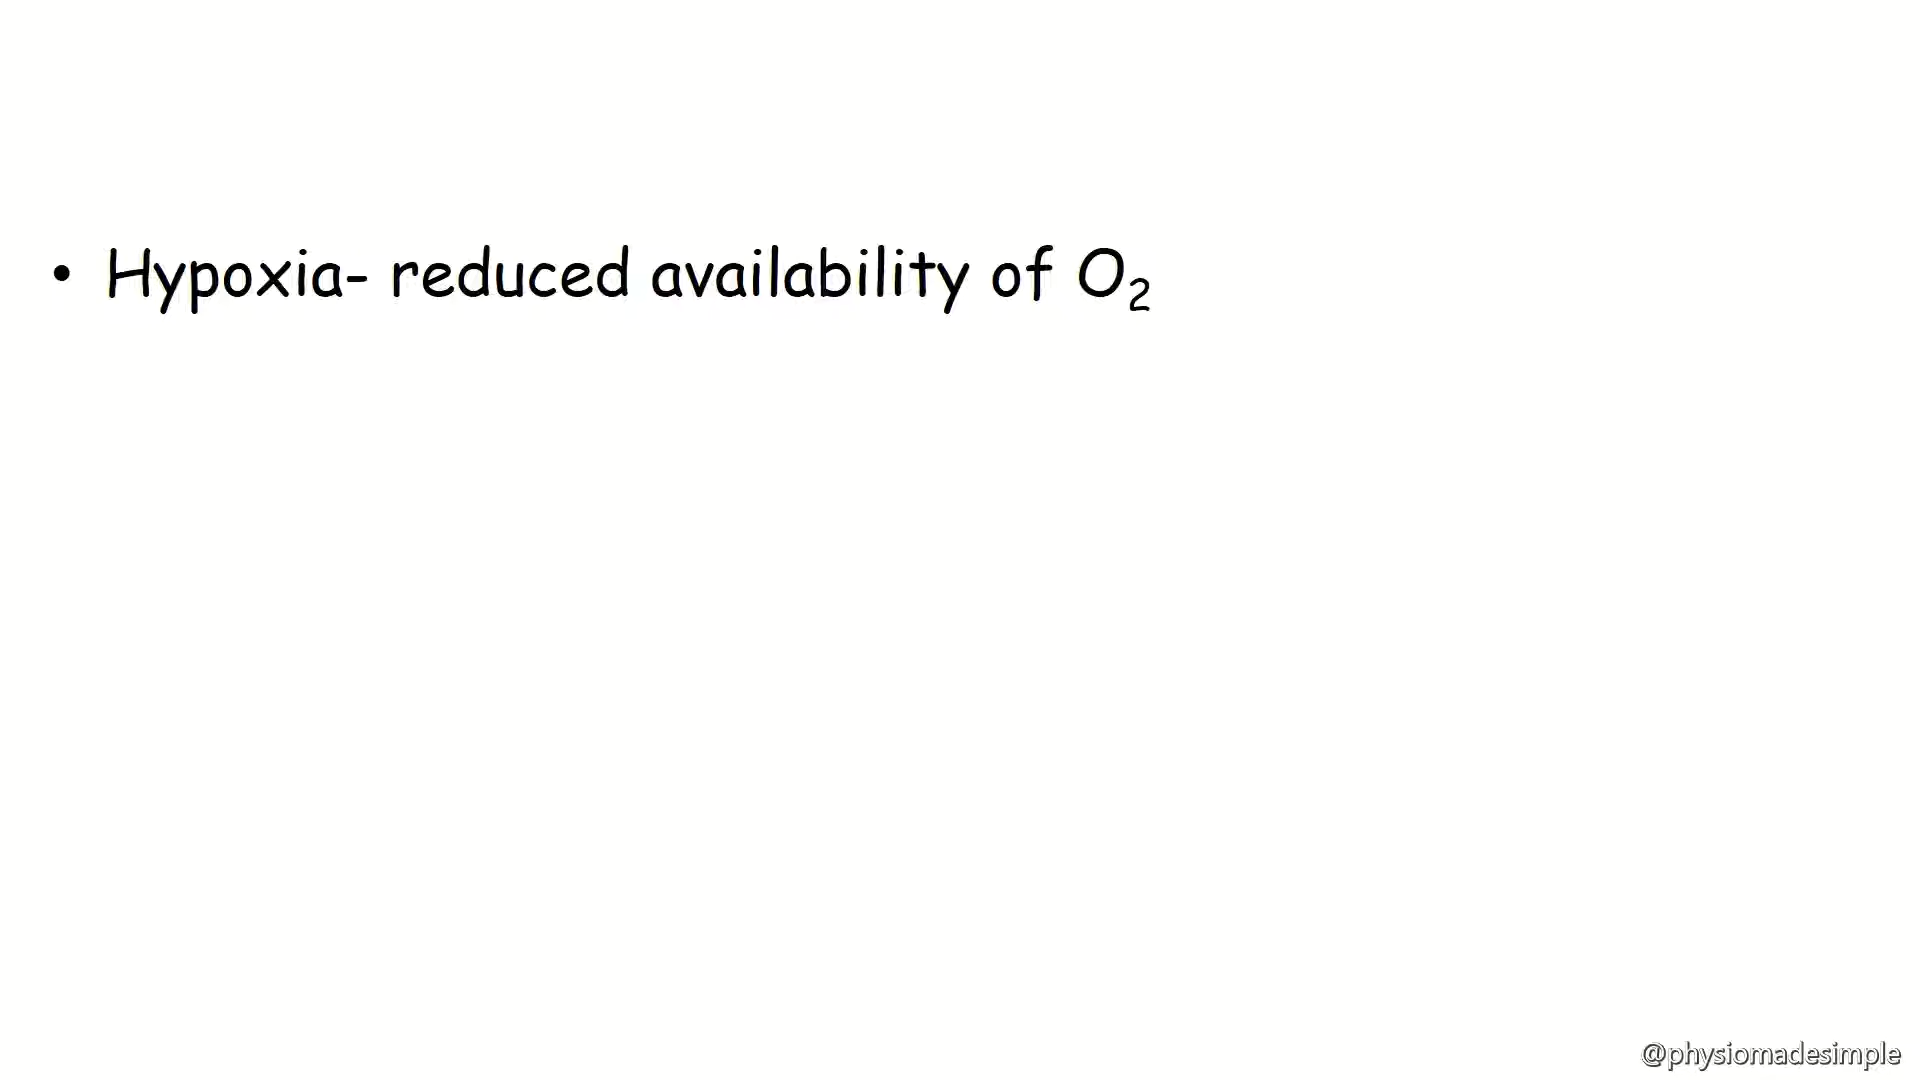 • Hypoxia- reduced availability of O₂
@physiomadesimple